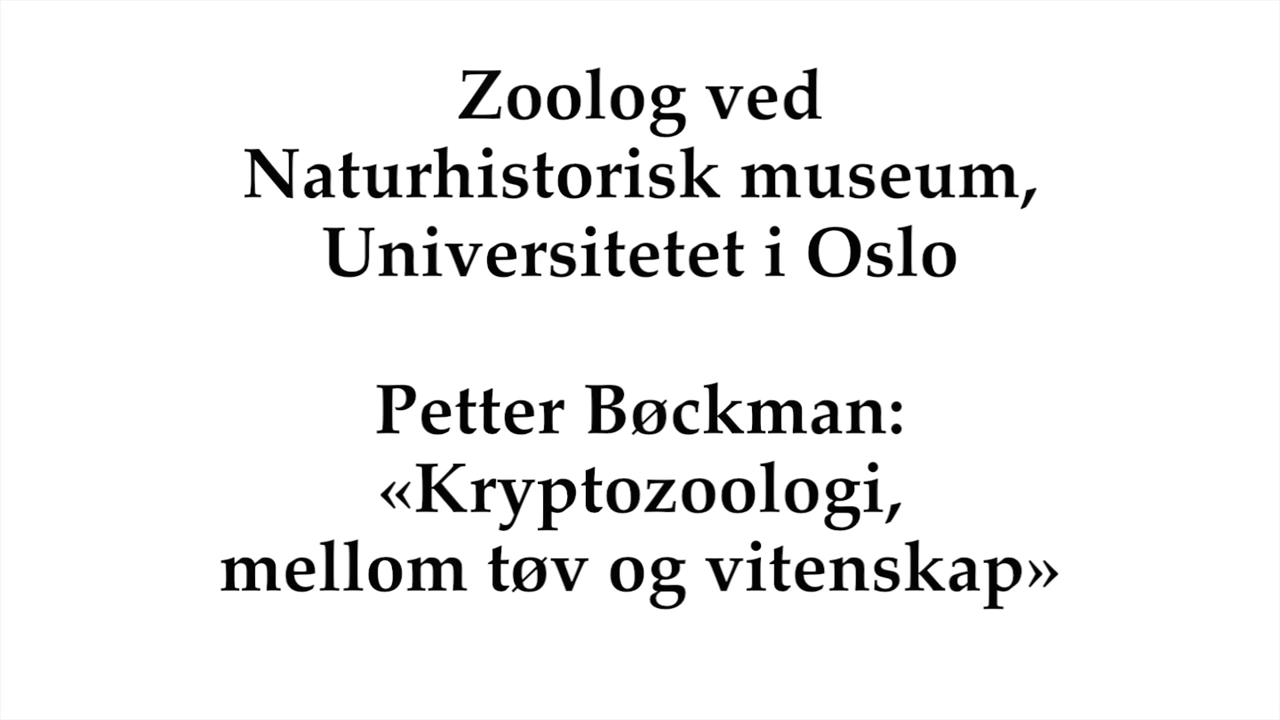 Zoolog ved
Naturhistorisk museum,
Universitetet i Oslo
Petter Bøckman:
«Kryptozoologi,
mellom tøv og vitenskap»